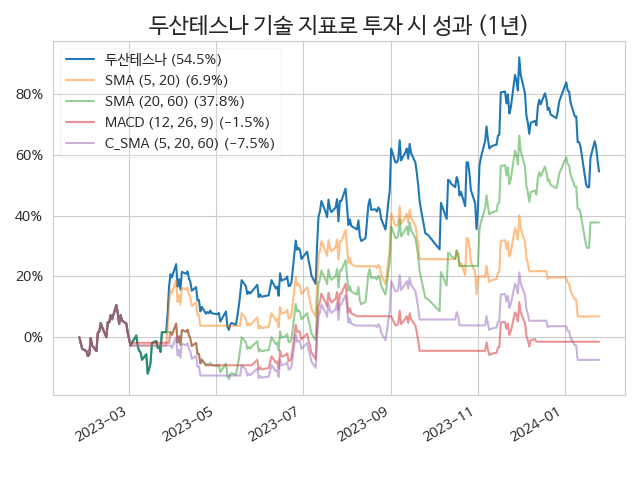 두산테스나 기술 지표로 투자 시 성과 (1년)
두산테스나 (54.5%)
SMA (5, 20) (6.9%)
SMA (20, 60) (37.8%)
MACD (12, 26, 9) (−1.5%)
C_SMA (5, 20, 60) (−7.5%)
80%
60%
40%
20%
0%
2023−03
2023−05
2023−07
2023−09
2023−11
2024−01